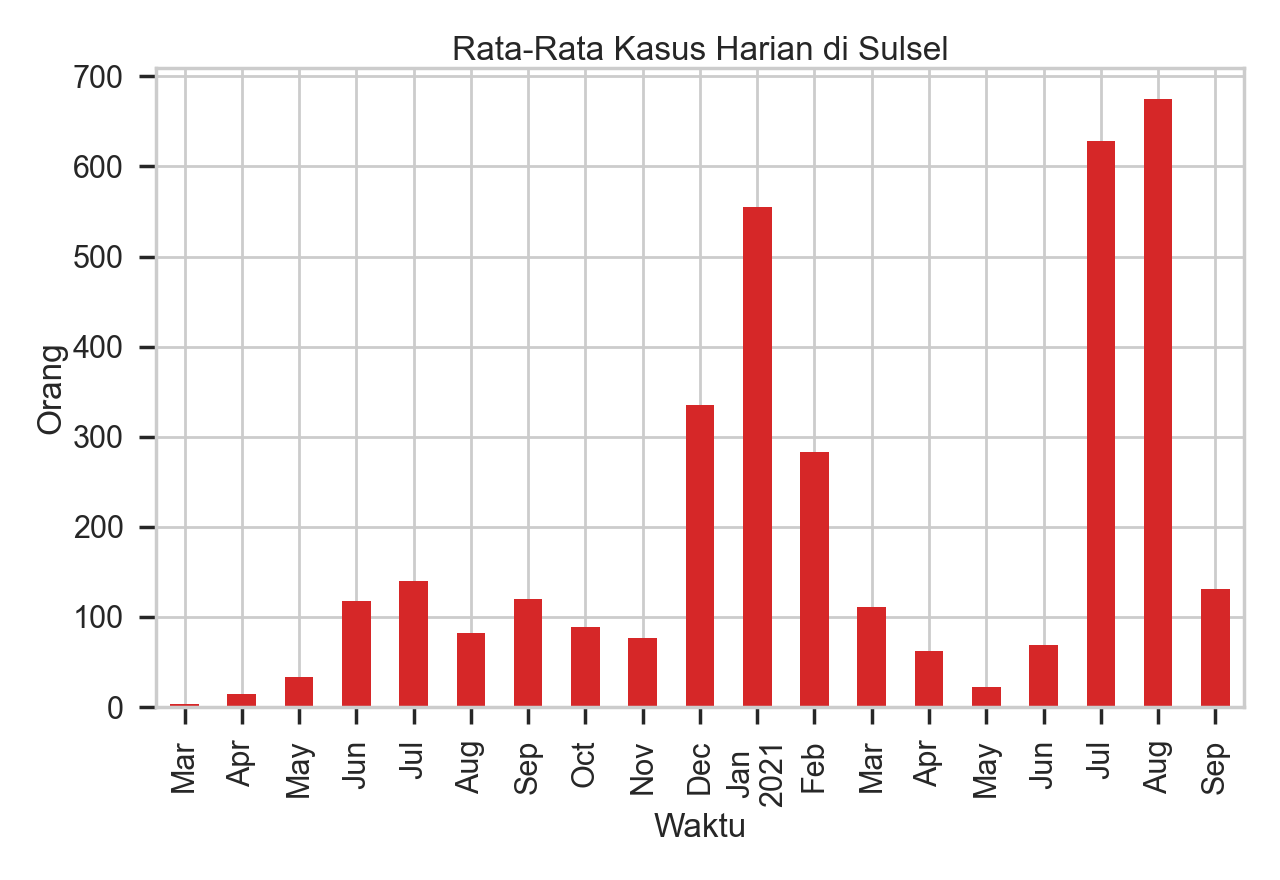 Rata-Rata Kasus Harian di Sulsel
Orang
700
600
500
400
300
200
100
0
Mar
Apr
May
Jun
Jul
Aug
Sep
Oct
Nov
Dec
Jan
2021
Feb
Mar
Apr
May
Jun
Jul
Aug
Sep
Waktu